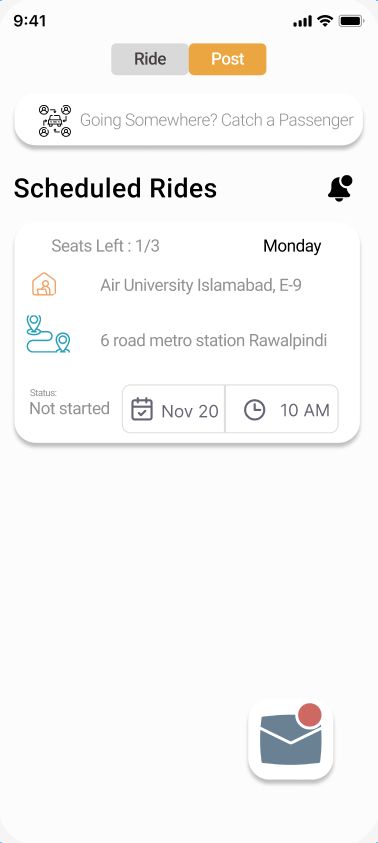 9:41
Ride Post
Going Somewhere? Catch a Passenger
Scheduled Rides
Seats Left : 1/3 Monday
Air University Islamabad, E-9
6 road metro station Rawalpindi
Status:
Not started Nov 20 10 AM